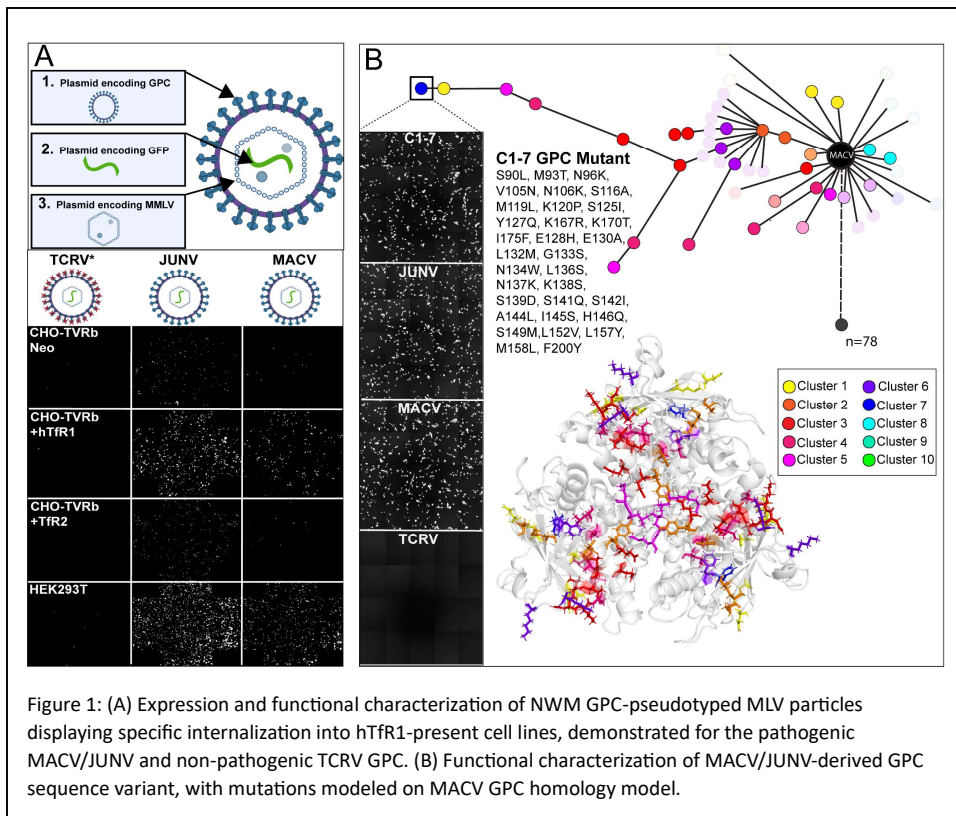 A
1. Plasmid encoding GPC
2. Plasmid encoding GFP
3. Plasmid encoding MMLV
TCRV* JUNV MACV
CHO-TVRb
Neo
CHO-TVRb
+hTfR1
CHO-TVRb
+TfR2
HEK293T
B
MACV
n=78
C1-7
JUNV
MACV
TCRV
C1-7 GPC Mutant
S90L, M93T, N96K,
V105N, N106K, S116A,
M119L, K120P, S125I,
Y127Q, K167R, K170T,
I175F, E128H, E130A,
L132M, G133S,
N134W, L136S,
N137K, K138S,
S139D, S141Q, S142I,
A144L, I145S, H146Q,
S149M,L152V, L157Y,
M158L, F200Y
Cluster 1
Cluster 2
Cluster 3
Cluster 4
Cluster 5
Cluster 6
Cluster 7
Cluster 8
Cluster 9
Cluster 10
Figure 1: (A) Expression and functional characterization of NWM GPC-pseudotyped MLV particles
displaying specific internalization into hTfR1-present cell lines, demonstrated for the pathogenic
MACV/JUNV and non-pathogenic TCRV GPC. (B) Functional characterization of MACV/JUNV-derived GPC
sequence variant, with mutations modeled on MACV GPC homology model.